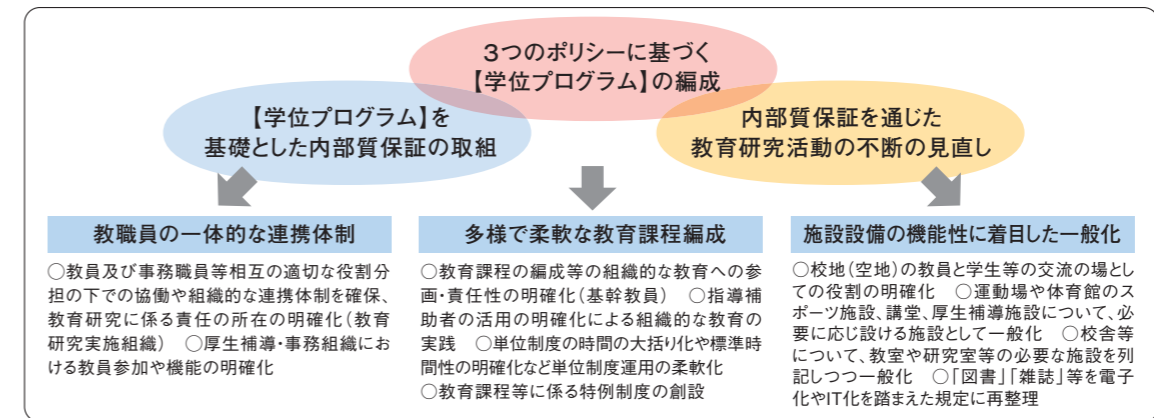 3つのポリシーに基づく
【学位プログラム】の編成
【学位プログラム】を
基礎とした内部質保証の取組
内部質保証を通じた
教育研究活動の不断の見直し
教職員の一体的な連携体制
○教員及び事務職員等相互の適切な役割分
担の下での協働や組織的な連携体制を確保、
教育研究に係る責任の所在の明確化(教育
研究実施組織) ○厚生補導・事務組織にお
ける教員参加や機能の明確化
多様で柔軟な教育課程編成
○教育課程の編成等の組織的な教育への参
画・責任性の明確化(基幹教員) ○指導補
助者の活用の明確化による組織的な教育の
実践 ○単位制度の時間の大括り化や標準時
間性の明確化など単位制度運用の柔軟化
○教育課程等に係る特例制度の創設
施設設備の機能性に着目した一般化
○校地(空地)の教員と学生等の交流の場とし
ての役割の明確化 ○運動場や体育館のス
ポーツ施設、講堂、厚生補導施設について、必
要に応じ設ける施設として一般化 ○校舎等
について、教室や研究室等の必要な施設を列
記しつつ一般化 ○「図書」「雑誌」等を電子
化やIT化を踏まえた規定に再整理